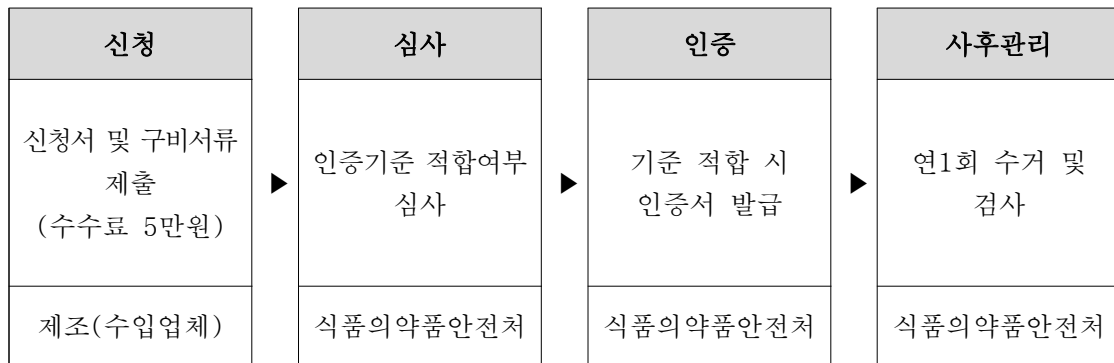 신청
신청서 및 구비서류
제출
(수수료 5만원)
제조(수입업체)
▶
심사
인증기준 적합여부
심사
식품의약품안전처
▶
인증
기준 적합 시
인증서 발급
식품의약품안전처
▶
사후관리
연1회 수거 및
검사
식품의약품안전처